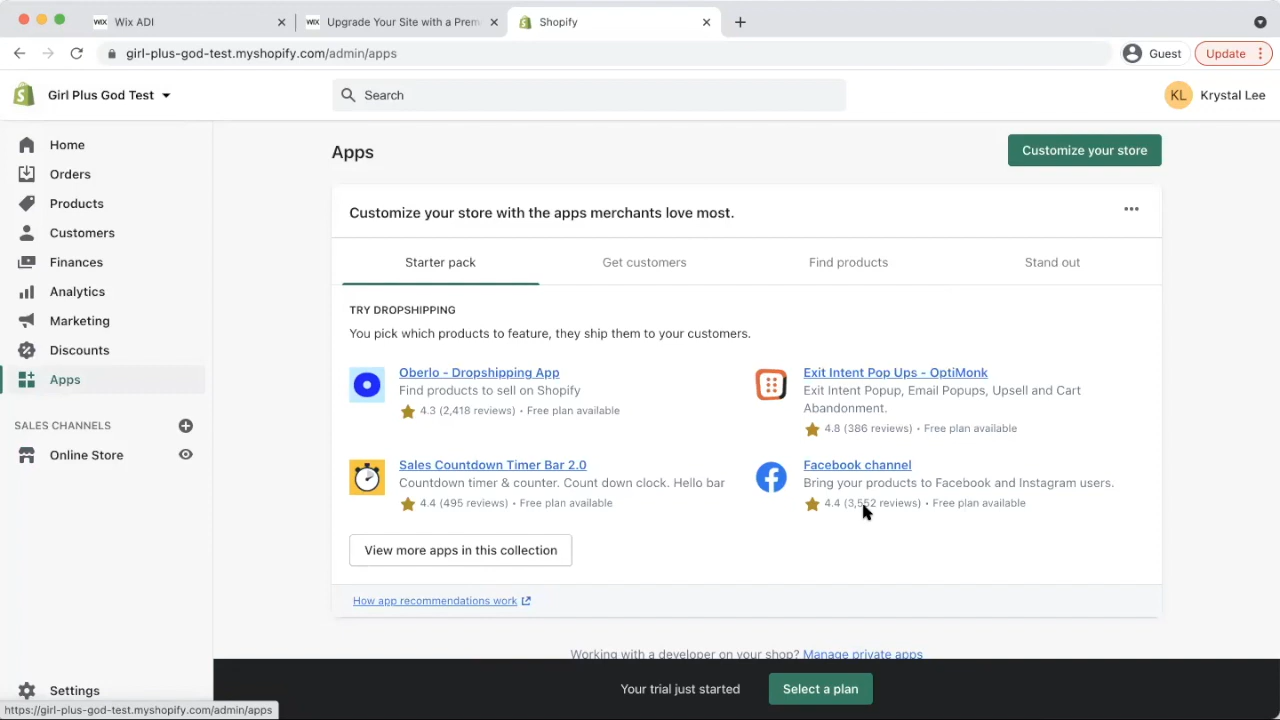 Wix ADI
Upgrade Your Site with a Prem
Shopify
girl-plus-god-test.myshopify.com/admin/apps
Guest
Update
Girl Plus God Test
Search
KL
Krystal Lee
Home
Orders
Products
Customers
Finances
Analytics
Marketing
Discounts
Apps
SALES CHANNELS
Online Store
Settings
Apps
Customize your store
Customize your store with the apps merchants love most.
Starter pack
Get customers
Find products
Stand out
TRY DROPSHIPPING
You pick which products to feature, they ship them to your customers.
Oberlo - Dropshipping App
Find products to sell on Shopify
4.3 (2,418 reviews) • Free plan available
Exit Intent Pop Ups - OptiMonk
Exit Intent Popup, Email Popups, Upsell and Cart
Abandonment.
4.8 (386 reviews) • Free plan available
Sales Countdown Timer Bar 2.0
Countdown timer & counter. Count down clock. Hello bar
4.4 (495 reviews) • Free plan available
Facebook channel
Bring your products to Facebook and Instagram users.
4.4 (3,552 reviews) • Free plan available
View more apps in this collection
How app recommendations work
Working with a developer on your shop? Manage private apps
Your trial just started
Select a plan
https://girl-plus-god-test.myshopify.com/admin/apps